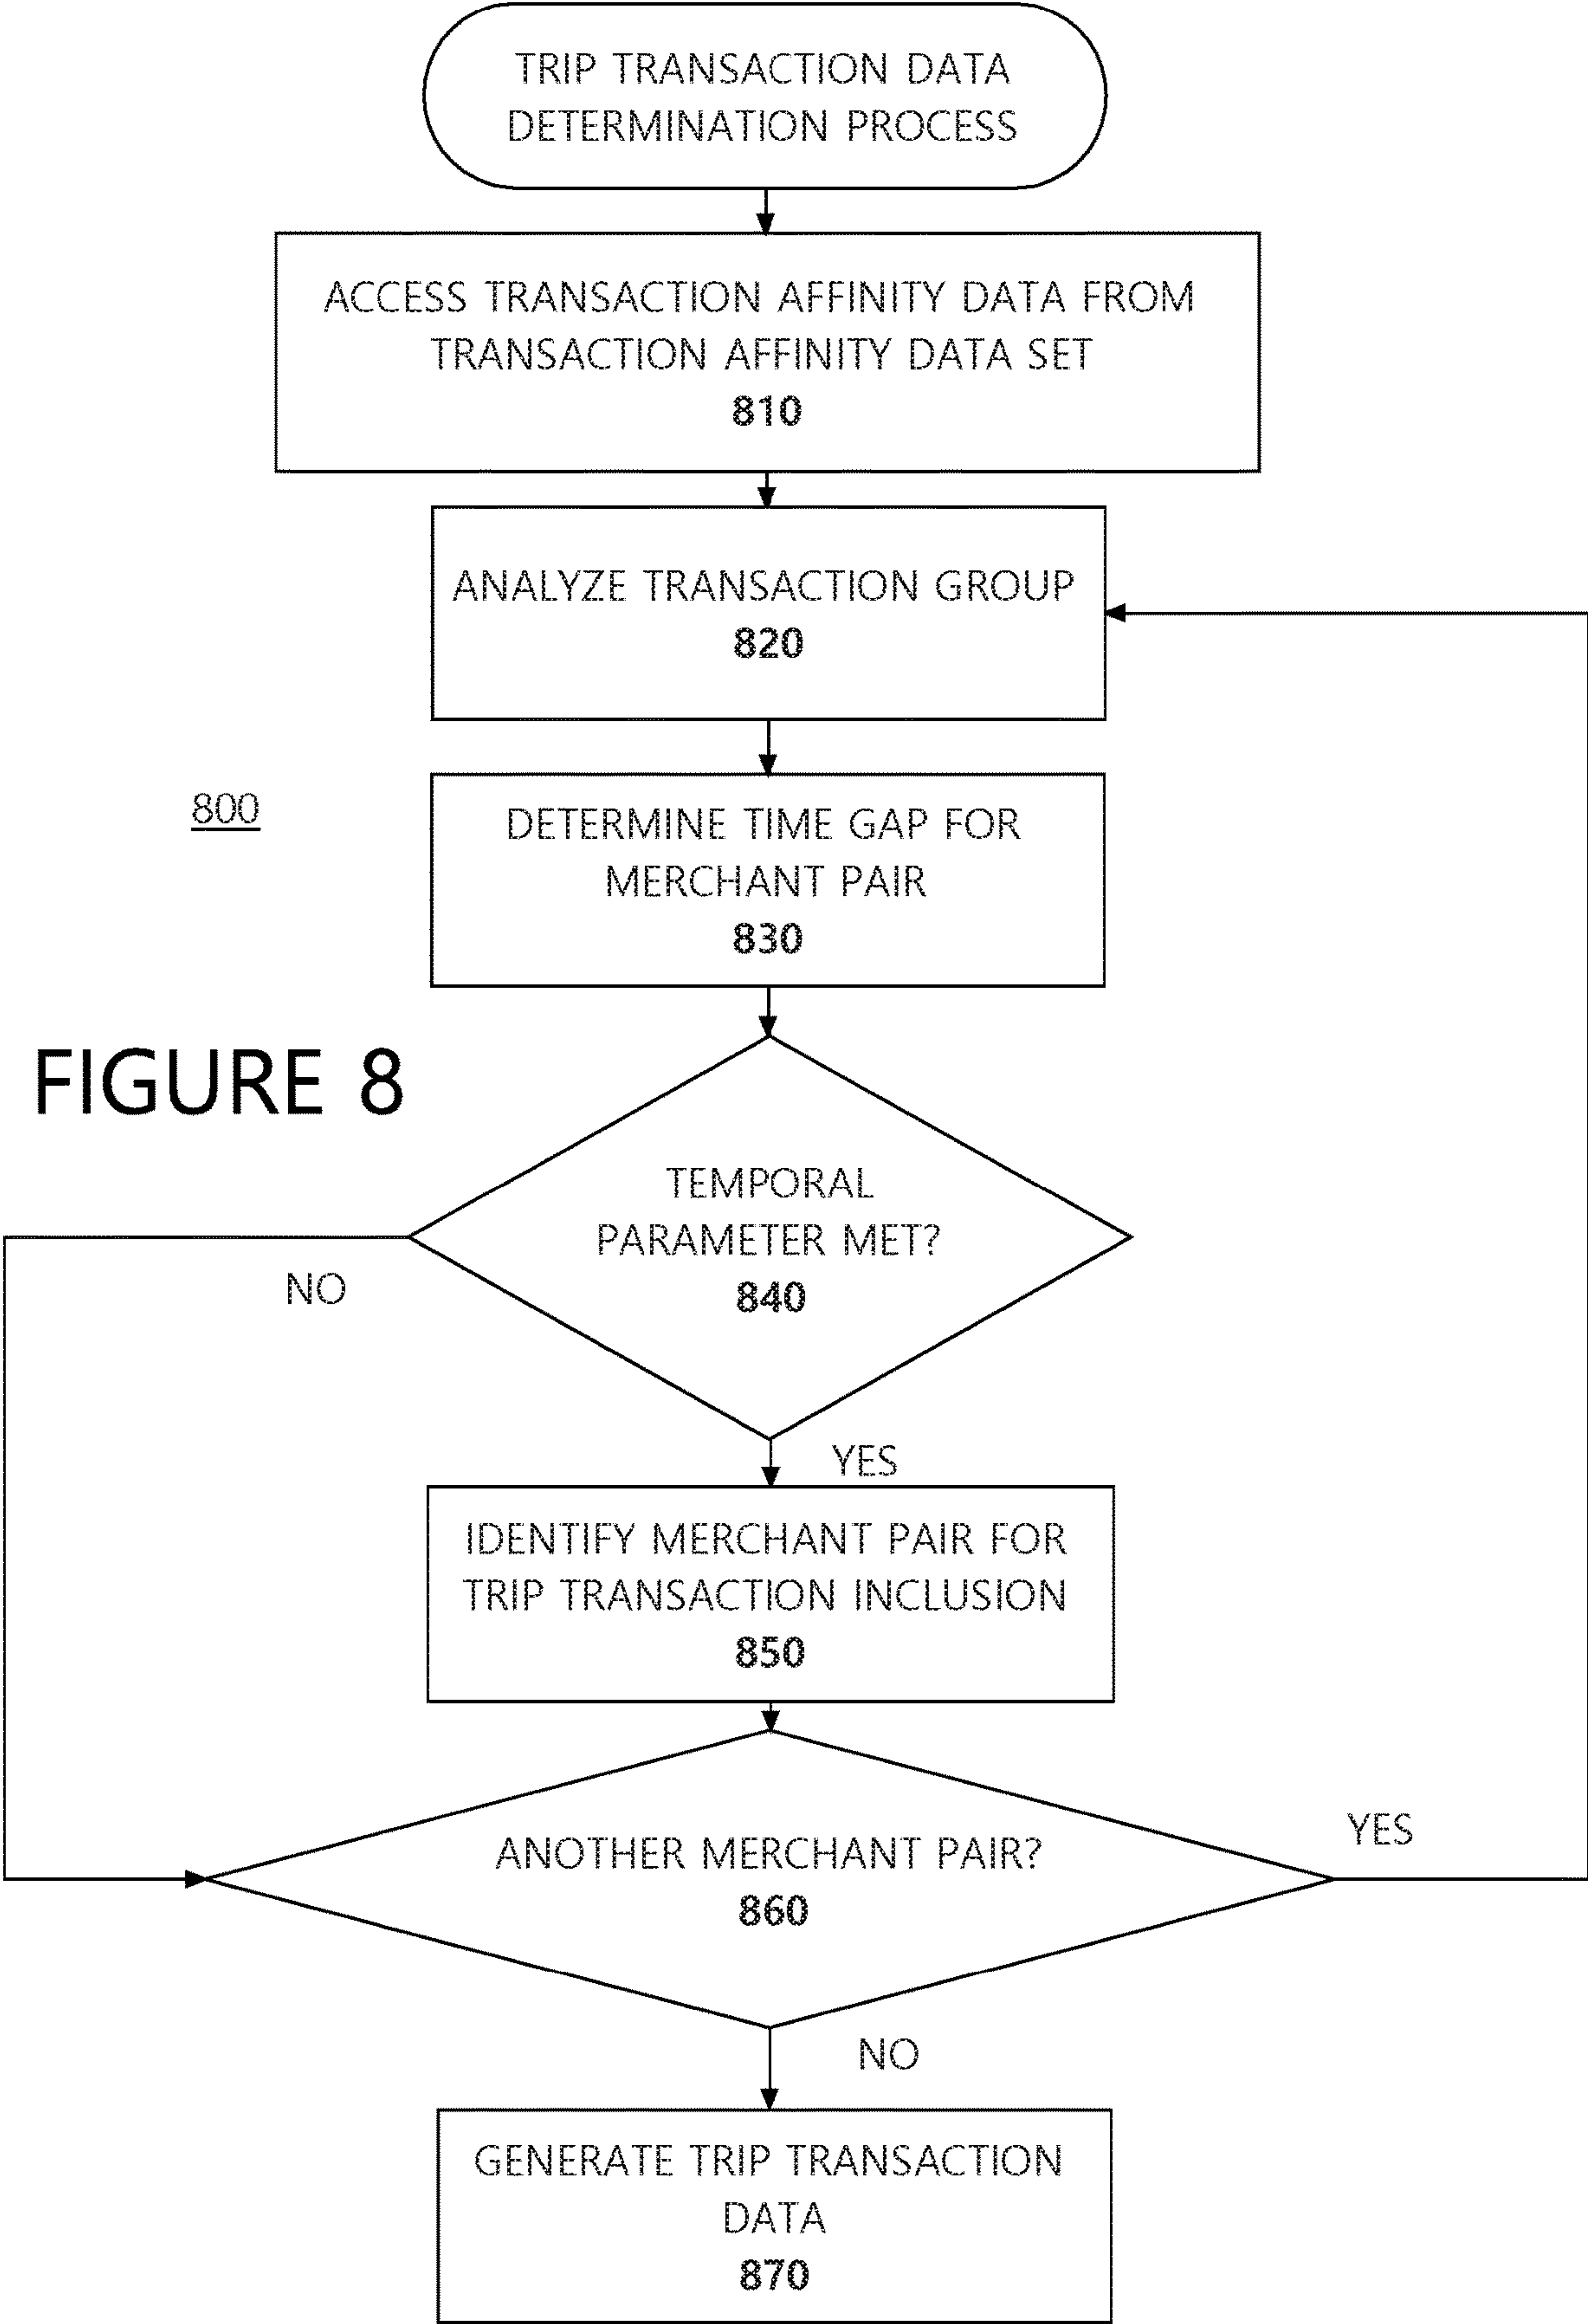 TRIP TRANSACTION DATA
DETERMINATION PROCESS
ACCESS TRANSACTION AFFINITY DATA FROM
TRANSACTION AFFINITY DATA SET
810
ANALYZE TRANSACTION GROUP
820
800
DETERMINE TIME GAP FOR
MERCHANT PAIR
830
FIGURE 8
TEMPORAL
PARAMETER MET?
840
NO
YES
IDENTIFY MERCHANT PAIR FOR
TRIP TRANSACTION INCLUSION
850
ANOTHER MERCHANT PAIR?
860
YES
NO
GENERATE TRIP TRANSACTION
DATA
870